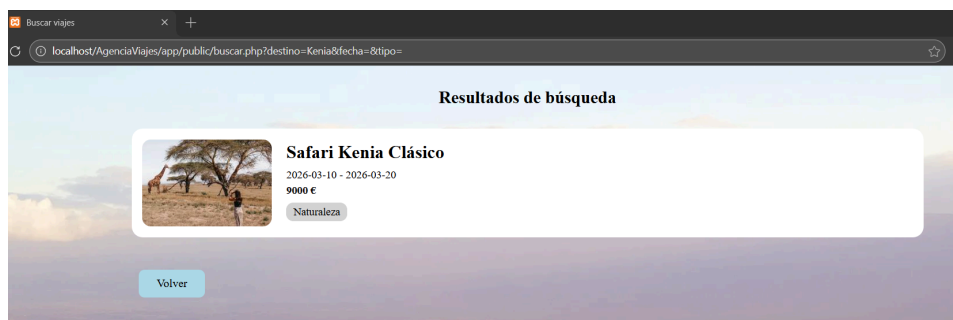 Buscar viajes
localhost/AgenciaViajes/app/public/buscar.php?destino=Kenia&fecha=&tipo=
Resultados de búsqueda
Safari Kenia Clásico
2026-03-10 - 2026-03-20
9000 €
Naturaleza
Volver